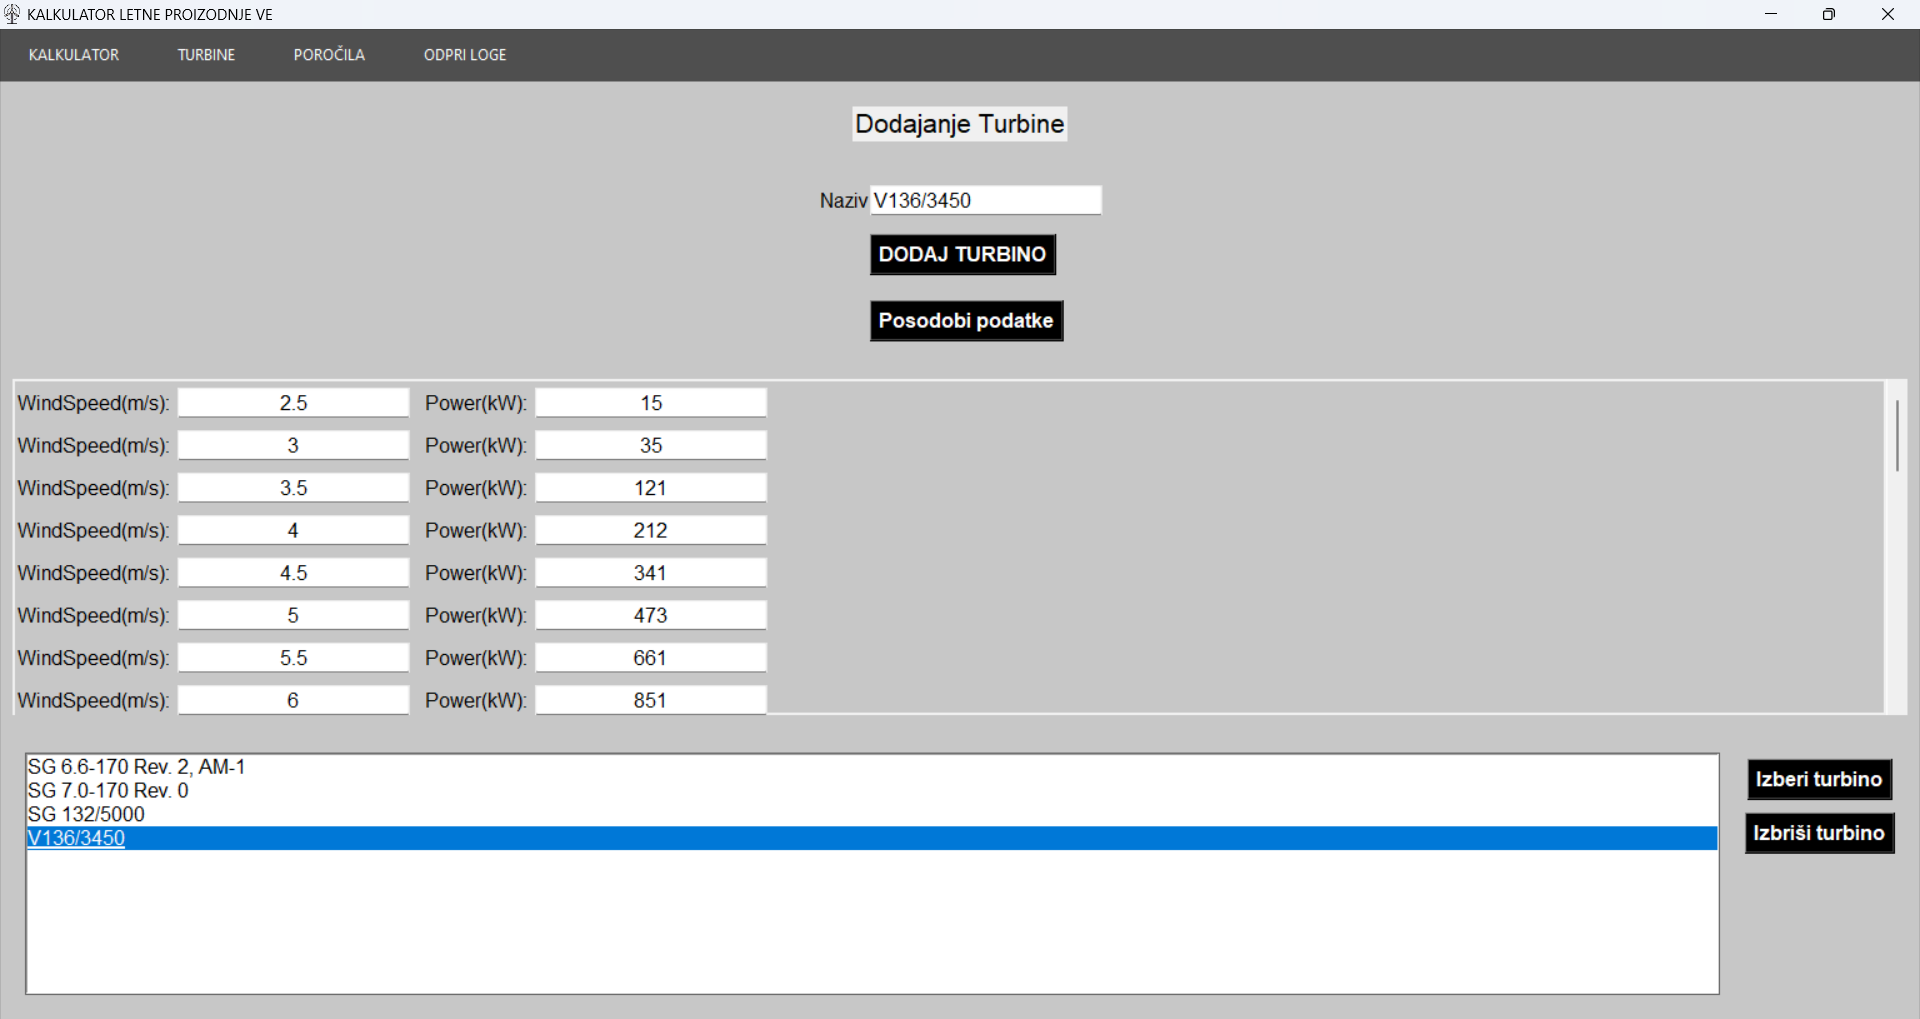 KALKULATOR LETNE PROIZODNJE VE
KALKULATOR TURBINE POROČILA ODPRI LOGE
Dodajanje Turbine
Naziv V136/3450
DODAJ TURBINO
Posodobi podatke
WindSpeed(m/s): 2.5 Power(kW): 15
WindSpeed(m/s): 3 Power(kW): 35
WindSpeed(m/s): 3.5 Power(kW): 121
WindSpeed(m/s): 4 Power(kW): 212
WindSpeed(m/s): 4.5 Power(kW): 341
WindSpeed(m/s): 5 Power(kW): 473
WindSpeed(m/s): 5.5 Power(kW): 661
WindSpeed(m/s): 6 Power(kW): 851
SG 6.6-170 Rev. 2, AM-1
SG 7.0-170 Rev. 0
SG 132/5000
V136/3450
Izberi turbino
Izbriši turbino